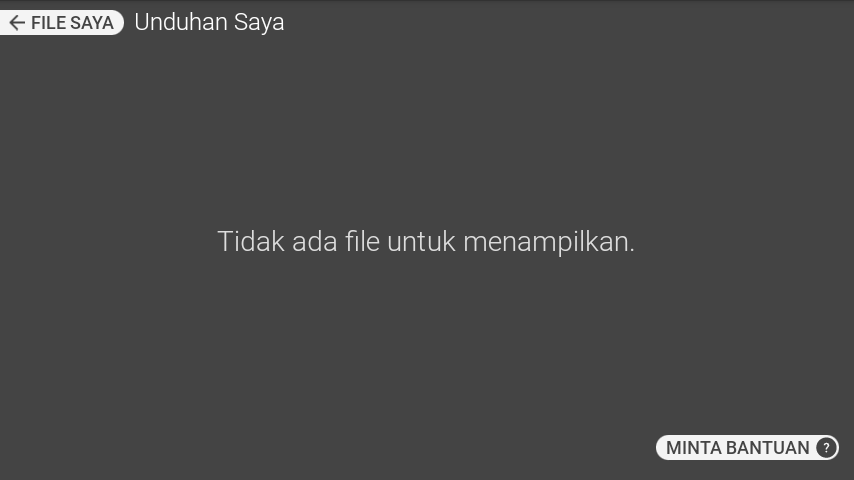 FILE SAYA Unduhan Saya
Tidak ada file untuk menampilkan.
MINTA BANTUAN ?